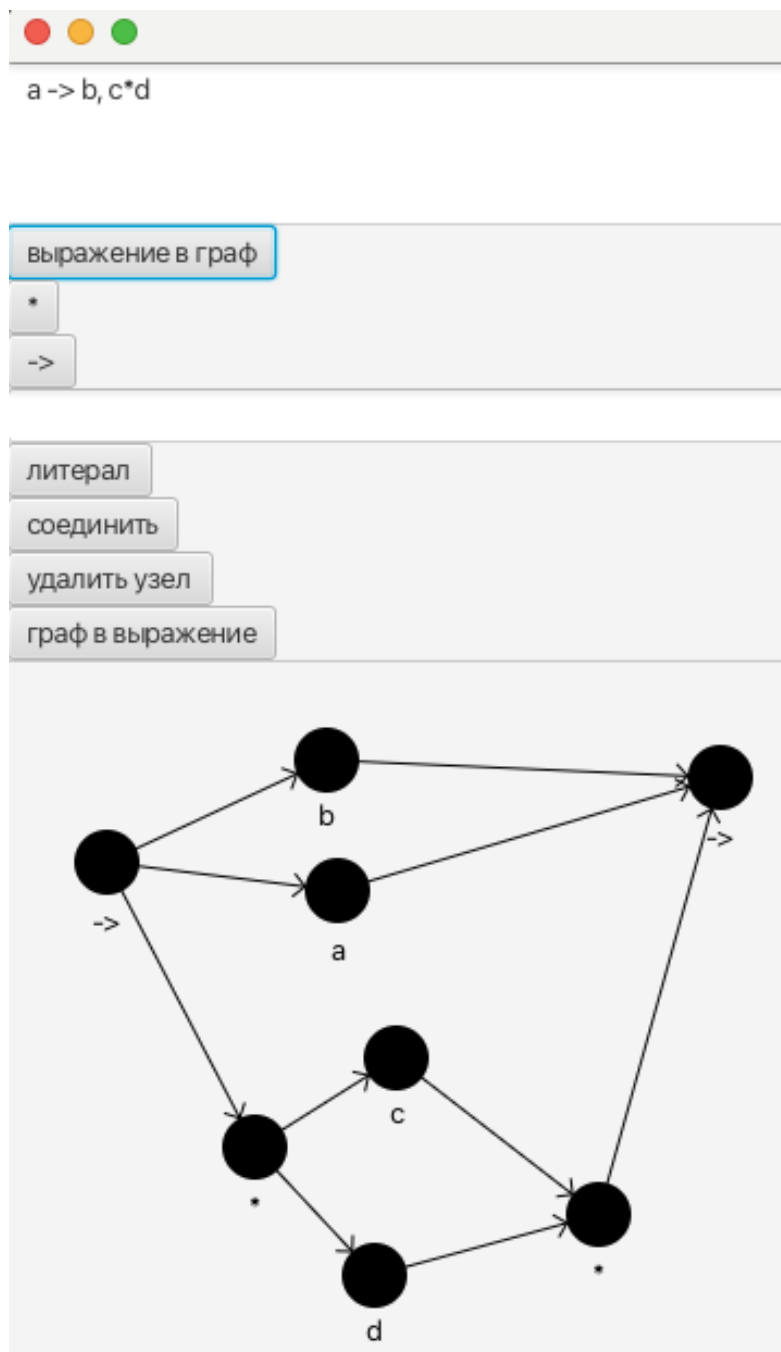 a -> b, c*d
выражение в граф
*
->
литерал
соединить
удалить узел
граф в выражение
b
->
a
->
c
*
*
d